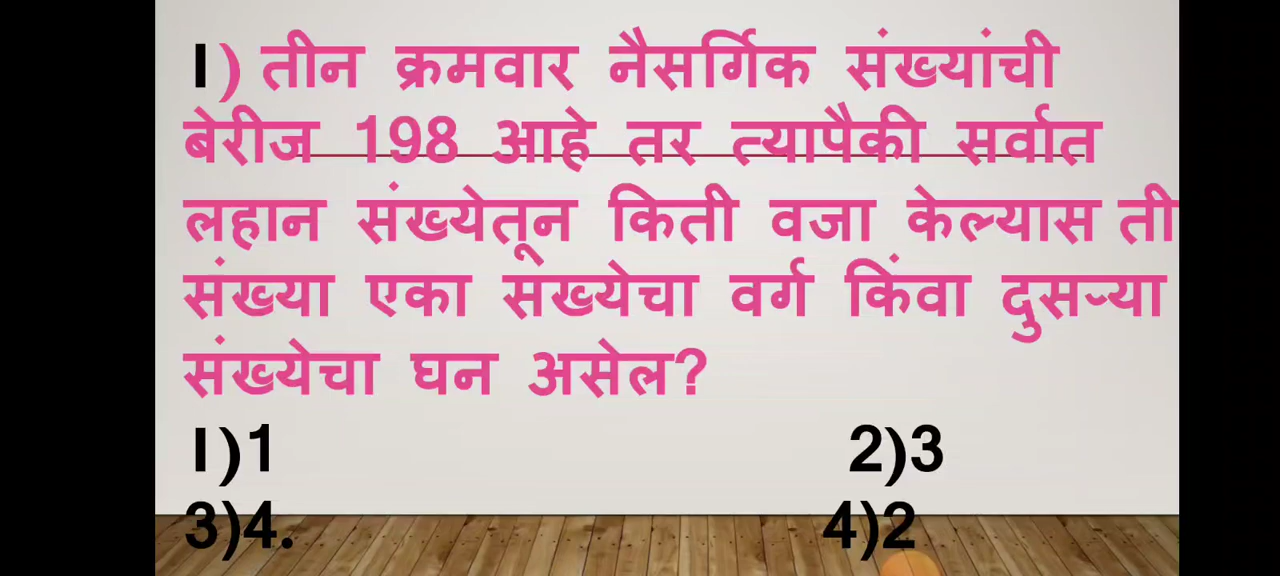 I) तीन क्रमवार नैसर्गिक संख्यांची
बेरीज 198 आहे तर त्यापैकी सर्वात
लहान संख्येतून किती वजा केल्यास ती
संख्या एका संख्येचा वर्ग किंवा दुसऱ्या
संख्येचा घन असेल?
I)1 2)3
3)4. 4)2